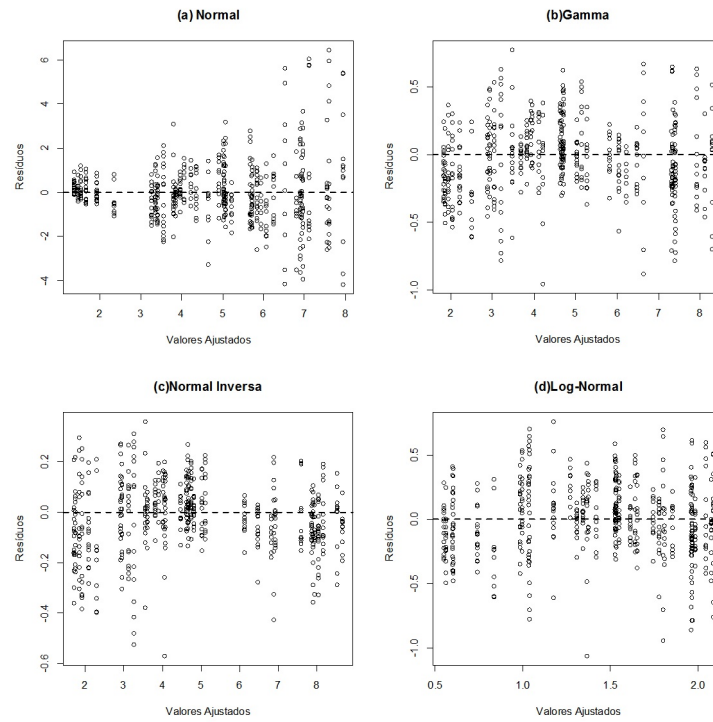 (a) Normal
6
4
2
0
-2
-4
Resíduos
2 3 4 5 6 7 8
Valores Ajustados
(b)Gamma
0.5
0.0
-0.5
-1.0
Resíduos
2 3 4 5 6 7 8
Valores Ajustados
(c)Normal Inversa
0.2
0.0
-0.2
-0.4
-0.6
Resíduos
2 3 4 5 6 7 8
Valores Ajustados
(d)Log-Normal
0.5
0.0
-0.5
-1.0
Resíduos
0.5 1.0 1.5 2.0
Valores Ajustados